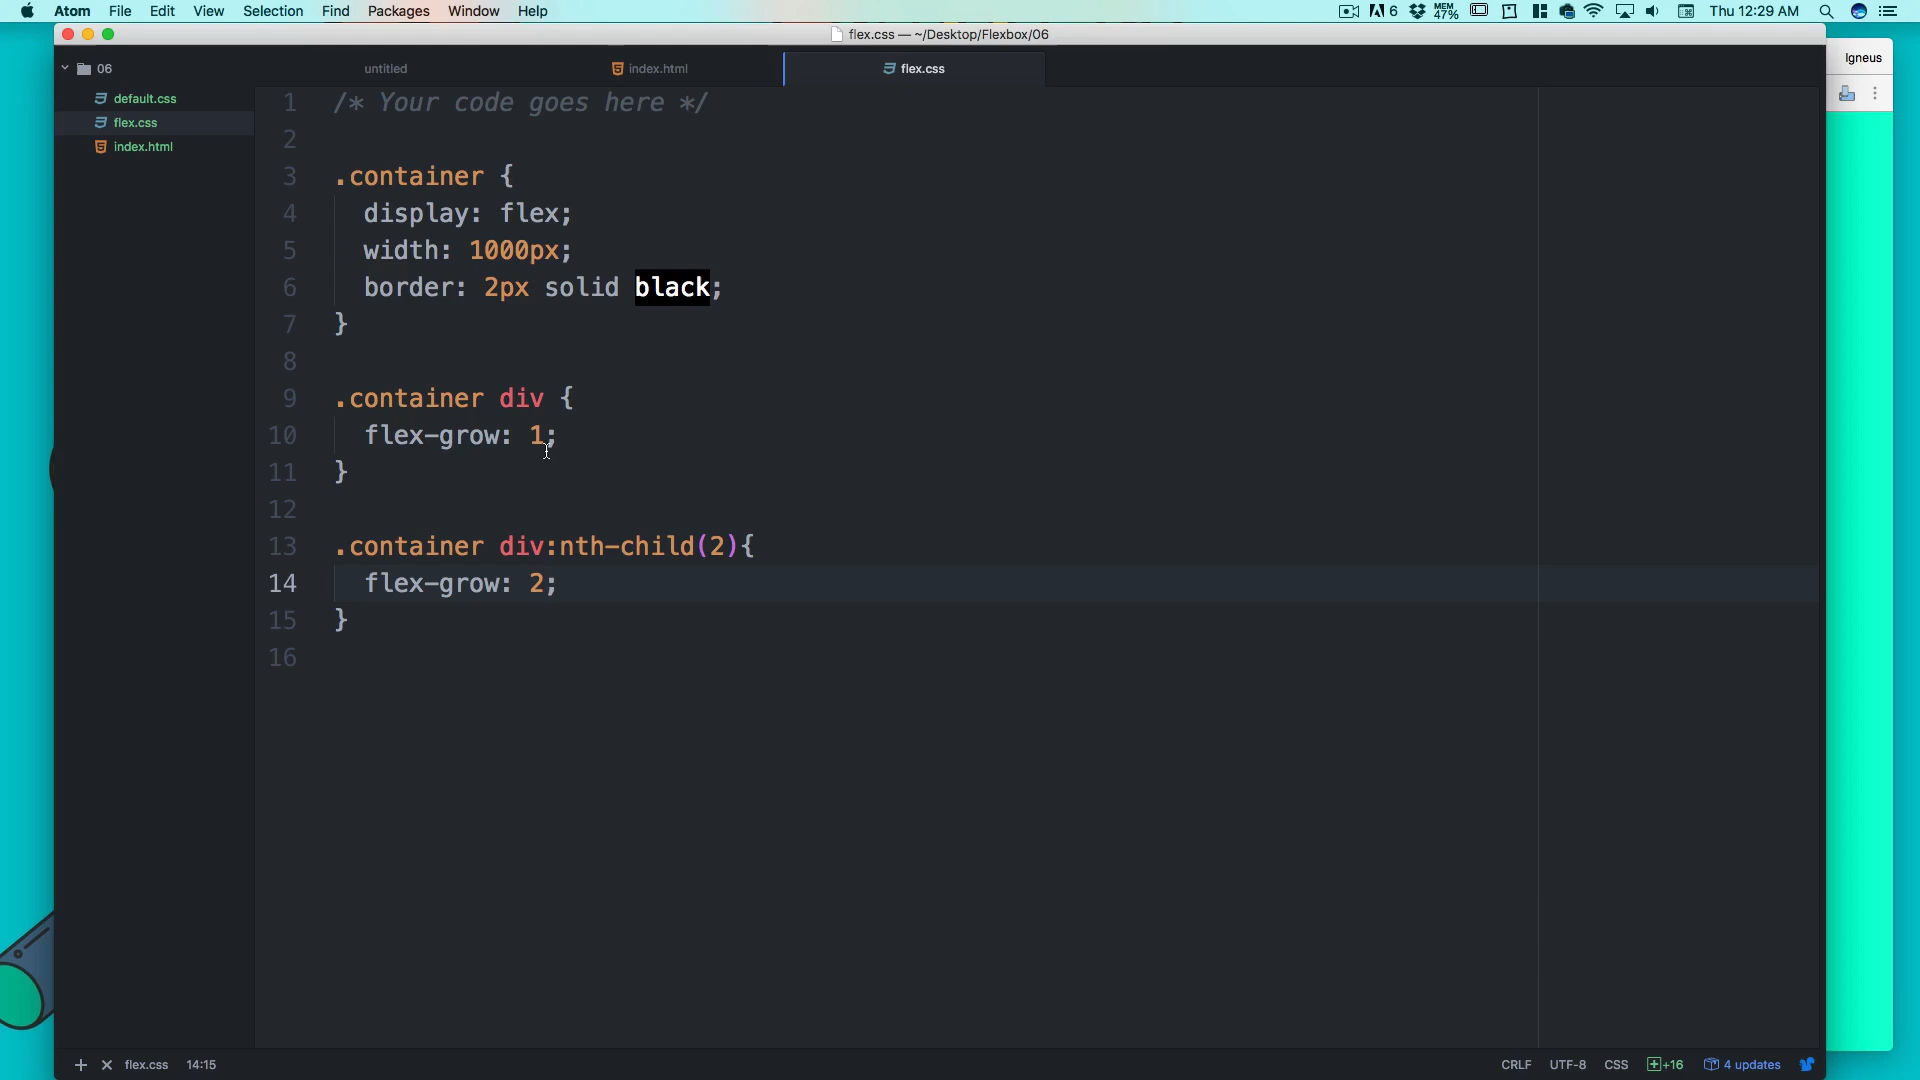 Atom File Edit View Selection Find Packages Window Help
6 MEM 47% Thu 12:29 AM
flex.css — ~/Desktop/Flexbox/06
Igneus
06
untitled index.html flex.css
default.css
flex.css
index.html
1 /* Your code goes here */
2
3 .container {
4 display: flex;
5 width: 1000px;
6 border: 2px solid black;
7 }
8
9 .container div {
10 flex-grow: 1;
11 }
12
13 .container div:nth-child(2){
14 flex-grow: 2;
15 }
16
flex.css 14:15
CRLF UTF-8 CSS +16 4 updates